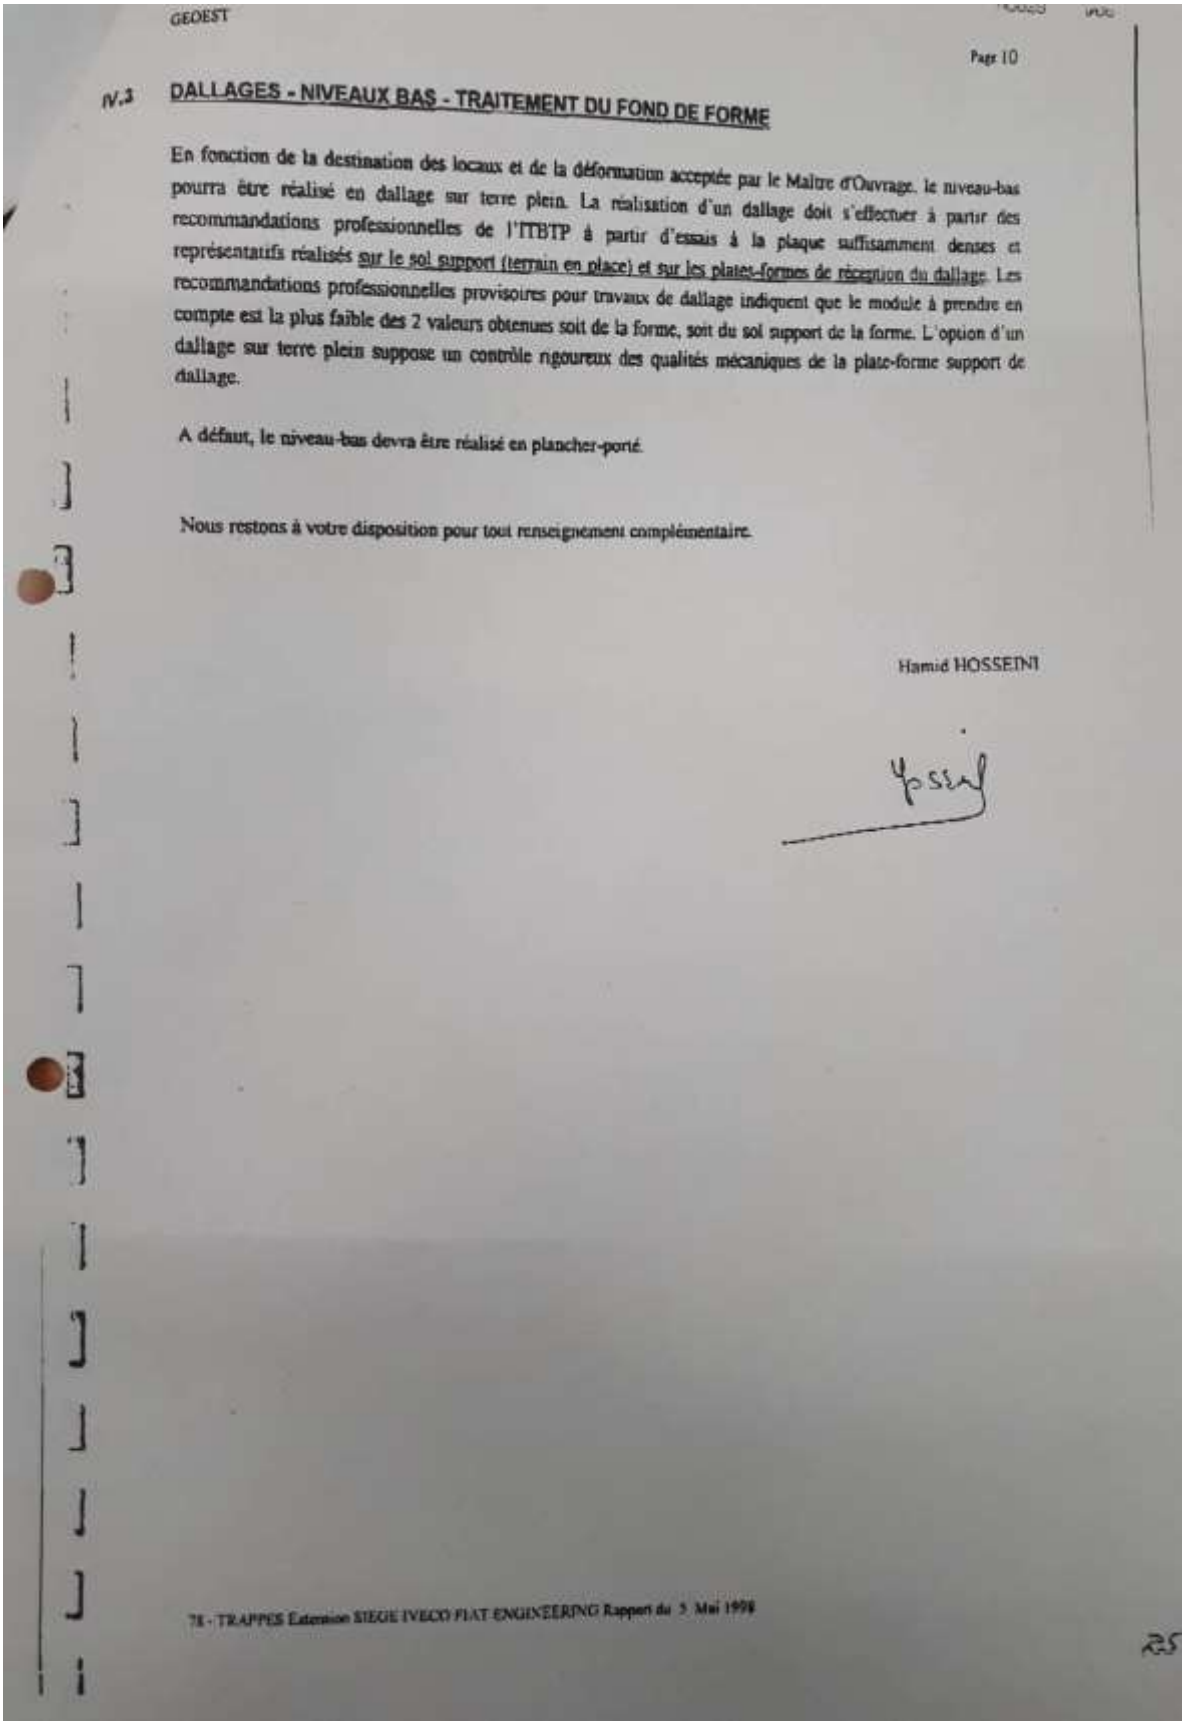 GEOEST
Page 10
IV.3 DALLAGES - NIVEAUX BAS - TRAITEMENT DU FOND DE FORME
En fonction de la destination des locaux et de la déformation acceptée par le Maître d'Ouvrage, le niveau-bas
pourra être réalisé en dallage sur terre plein. La réalisation d'un dallage doit s'effectuer à partir des
recommandations professionnelles de l'ITBTP à partir d'essais à la plaque suffisamment denses et
représentatifs réalisés sur le sol support (terrain en place) et sur les plates-formes de réception du dallage. Les
recommandations professionnelles provisoires pour travaux de dallage indiquent que le module à prendre en
compte est la plus faible des 2 valeurs obtenues soit de la forme, soit du sol support de la forme. L'option d'un
dallage sur terre plein suppose un contrôle rigoureux des qualités mécaniques de la plate-forme support de
dallage.
A défaut, le niveau-bas devra être réalisé en plancher-porté.
Nous restons à votre disposition pour tout renseignement complémentaire.
Hamid HOSSEINI
78 - TRAPPES Extension SIEGE IVECO FIAT ENGINEERING Rapport du 5 Mai 1998
25